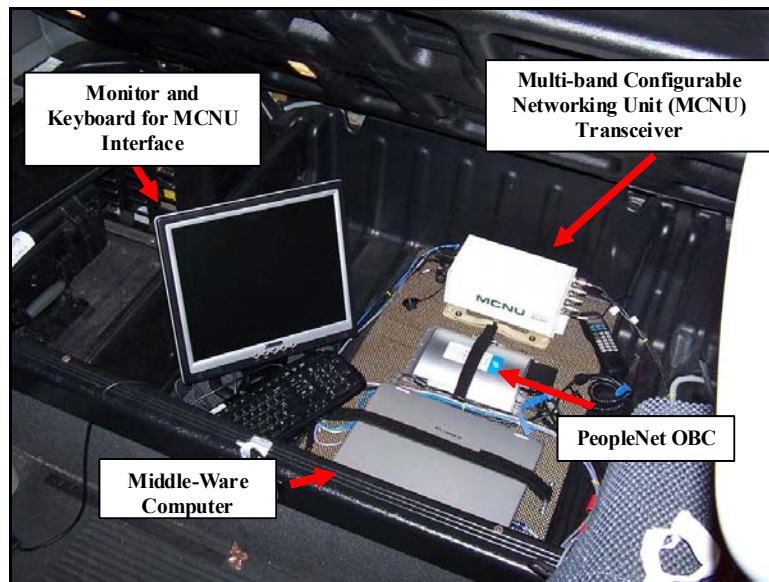 Monitor and
Keyboard for MCNU
Interface
Multi-band Configurable
Networking Unit (MCNU)
Transceiver
MCNU
PeopleNet OBC
Middle-Ware
Computer